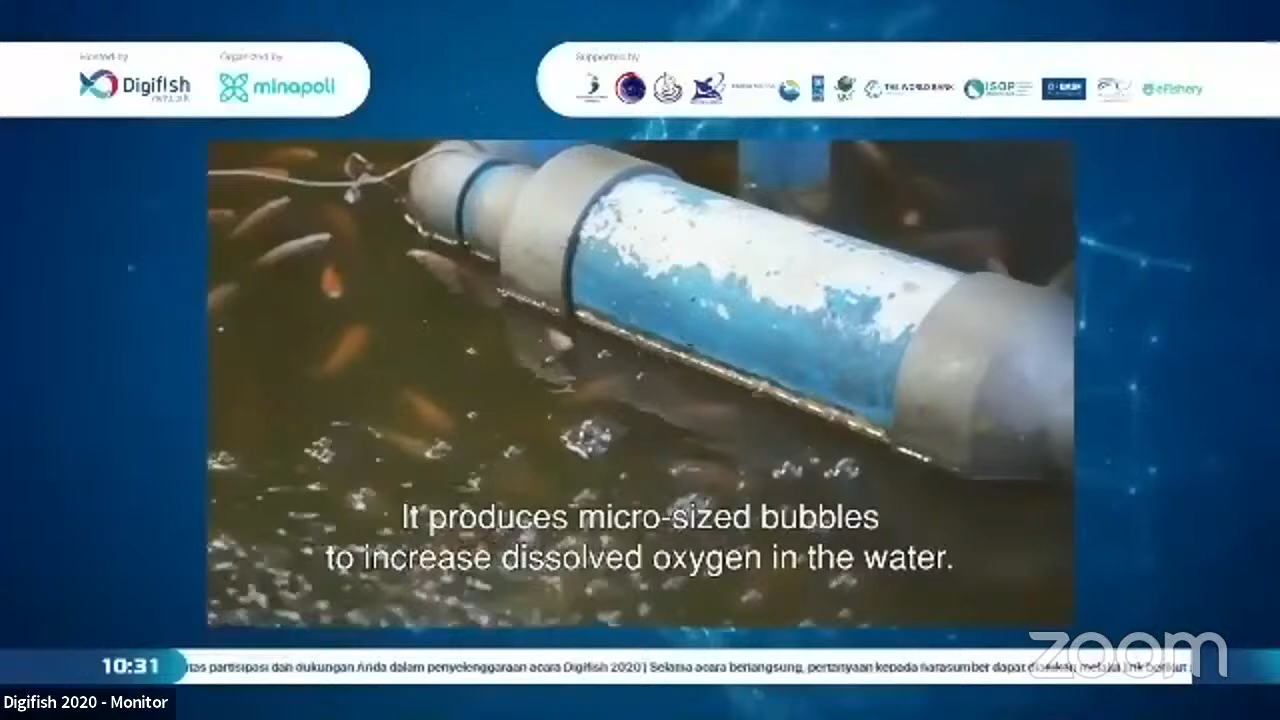 Hosted by
Organized by
Supported by
Digifish
network
minapoli
THE WORLD BANK
ISOP
eFishery
It produces micro-sized bubbles
to increase dissolved oxygen in the water.
zoom
10:31
partisipasi dan dukungan Anda dalam penyelenggaraan acara Digifish 2020 | Selama acara berlangsung, pertanyaan kepada narasumber dapat
Digifish 2020 - Monitor